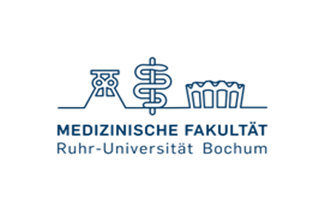 MEDIZINISCHE FAKULTÄT
Ruhr-Universität Bochum